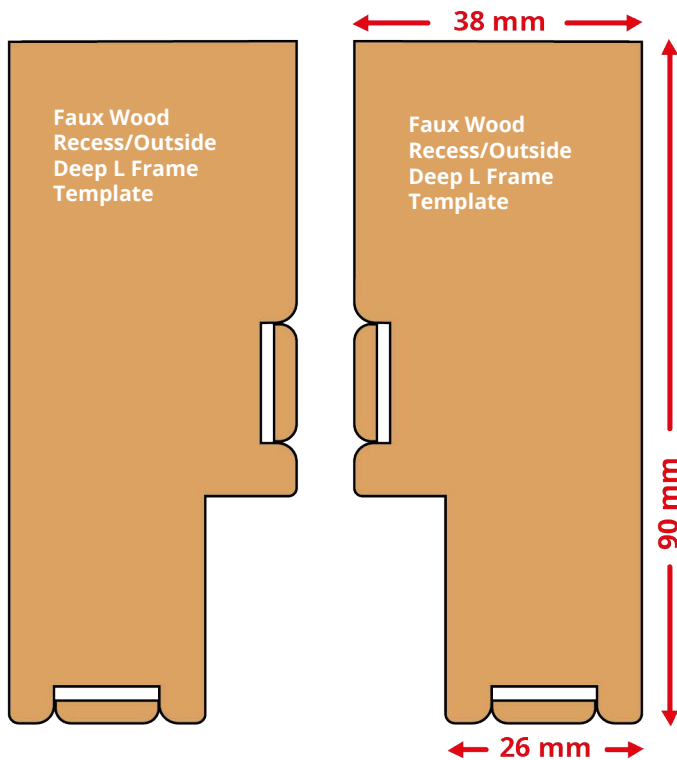 38 mm
Faux Wood
Recess/Outside
Deep L Frame
Template
Faux Wood
Recess/Outside
Deep L Frame
Template
90 mm
26 mm